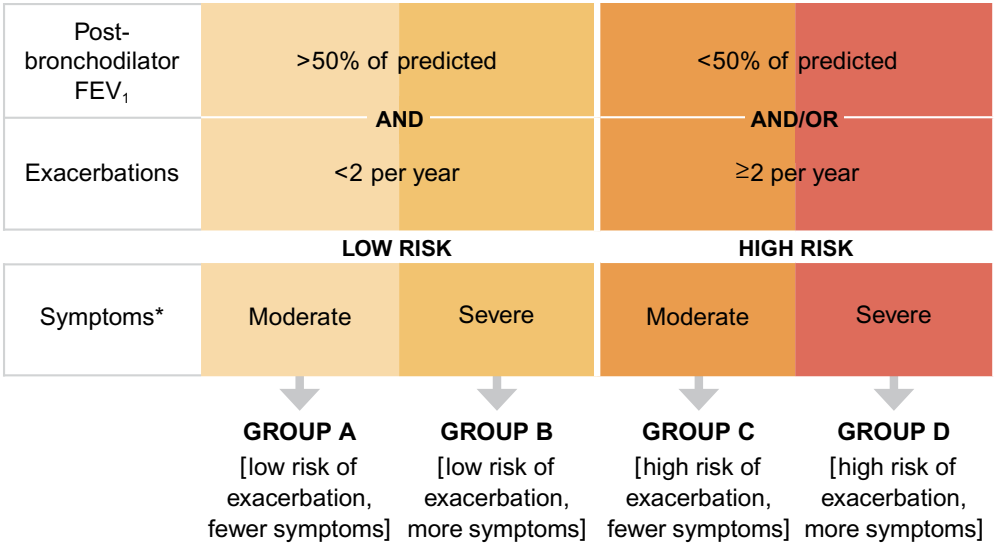 Post-
bronchodilator
FEV₁
>50% of predicted
<50% of predicted
AND
AND/OR
Exacerbations
<2 per year
≥2 per year
LOW RISK
HIGH RISK
Symptoms*
Moderate
Severe
Moderate
Severe
GROUP A
[low risk of
exacerbation,
fewer symptoms]
GROUP B
[low risk of
exacerbation,
more symptoms]
GROUP C
[high risk of
exacerbation,
fewer symptoms]
GROUP D
[high risk of
exacerbation,
more symptoms]